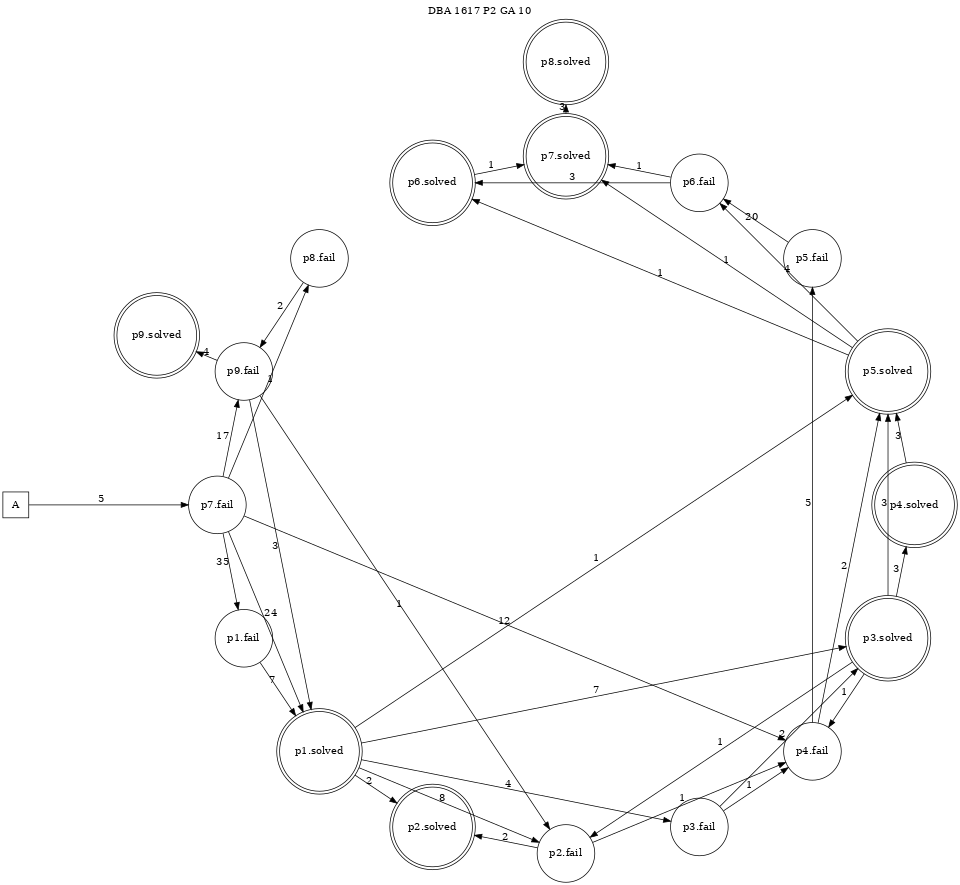 DBA 1617 P2 GA 10
p8.solved
3
p7.solved
1
1
p6.solved
3
p6.fail
20
p8.fail
p5.fail
1
1
4
2
p9.solved
4
p9.fail
p5.solved
1
17
3
5
A
p7.fail
5
3
p4.solved
3
35
1
1
2
3
24
12
p1.fail
p3.solved
7
7
1
1
2
p1.solved
p4.fail
2
4
1
8
1
p2.solved
2
p3.fail
p2.fail